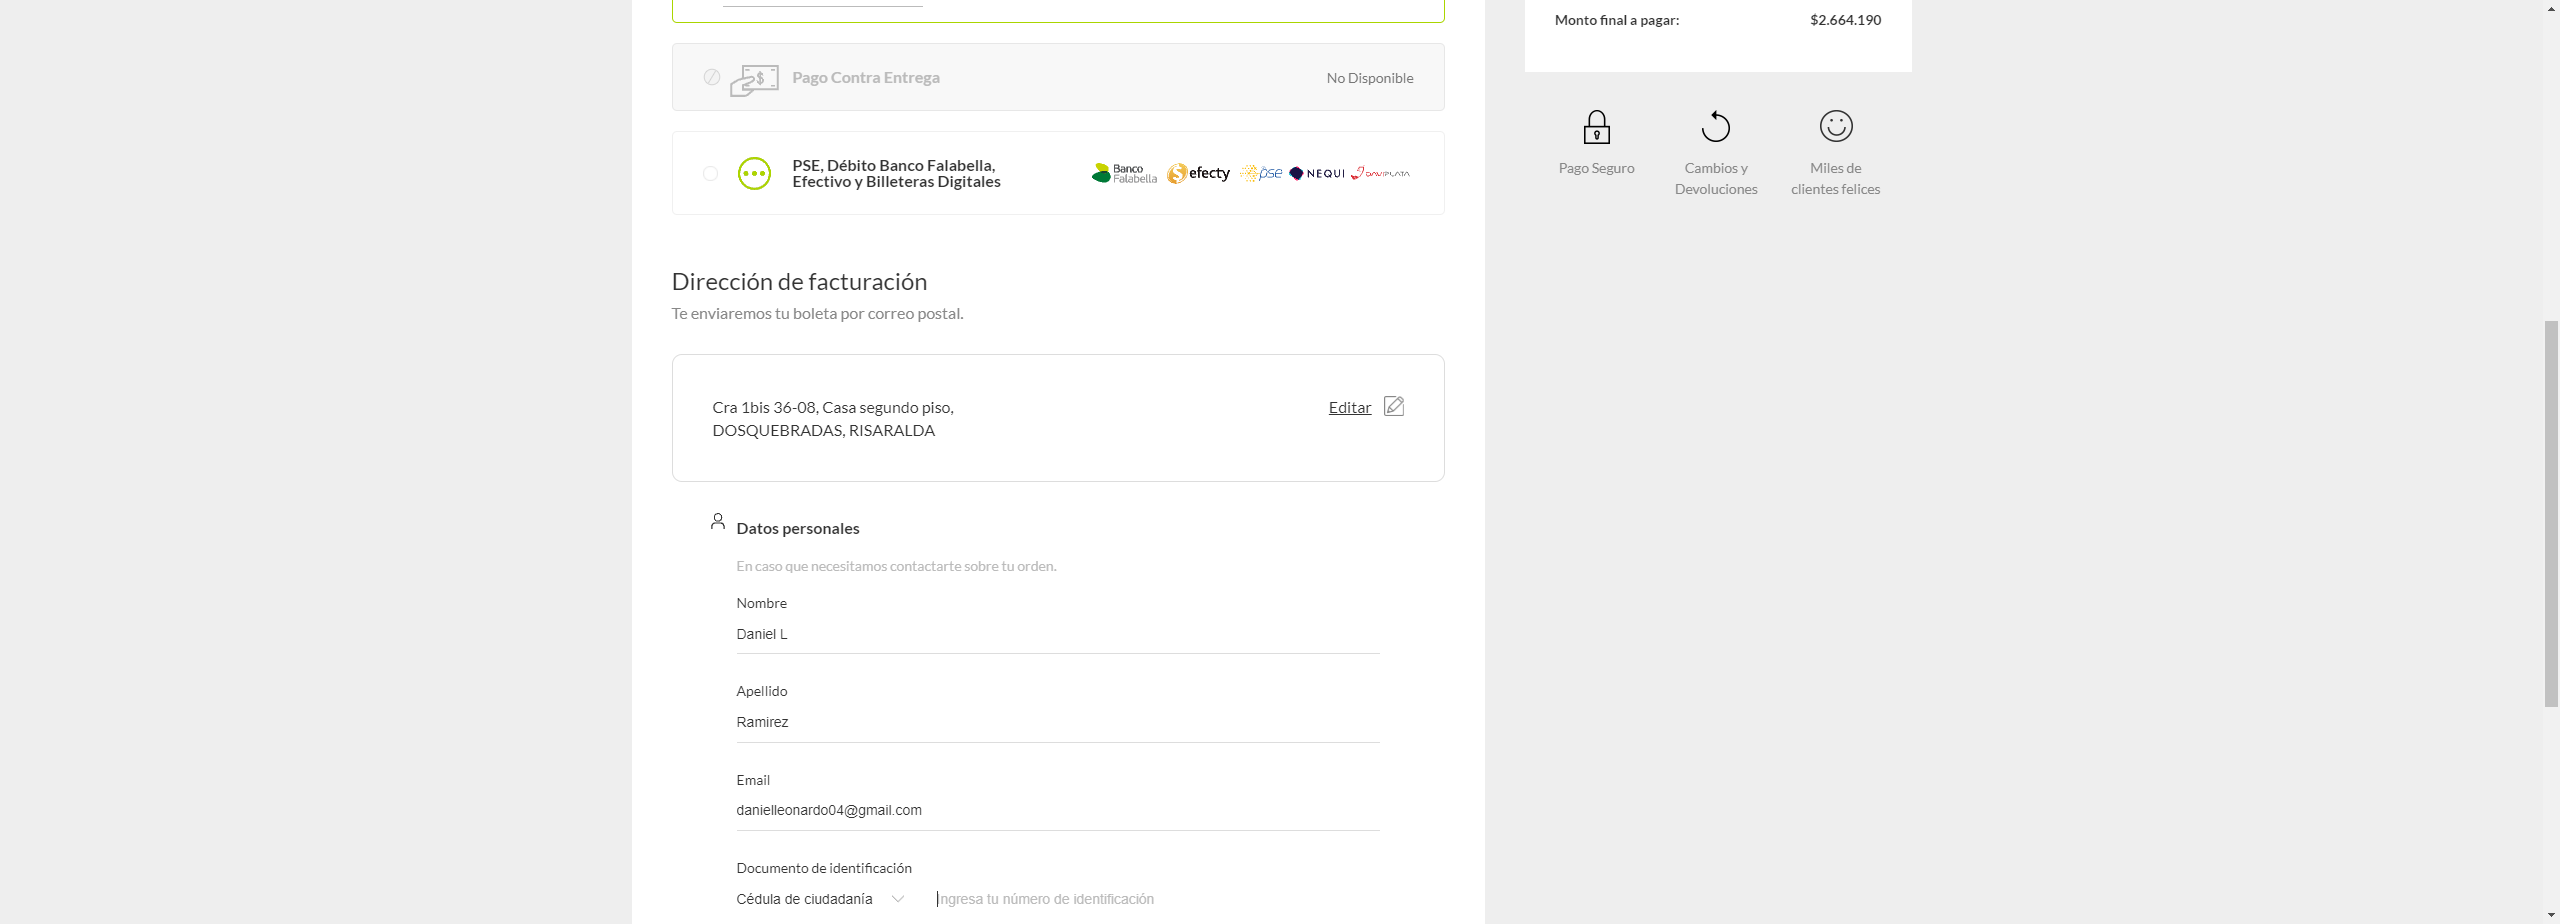 Monto final a pagar: $2.664.190
Pago Contra Entrega
No Disponible
PSE, Débito Banco Falabella,
Efectivo y Billeteras Digitales
Banco
Falabella
efecty
pse
NEQUI
DAVIPLATA
Pago Seguro
Cambios y
Devoluciones
Miles de
clientes felices
Dirección de facturación
Te enviaremos tu boleta por correo postal.
Cra 1bis 36-08, Casa segundo piso,
DOSQUEBRADAS, RISARALDA
Editar
Datos personales
En caso que necesitamos contactarte sobre tu orden.
Nombre
Daniel L
Apellido
Ramirez
Email
danielleonardo04@gmail.com
Documento de identificación
Cédula de ciudadanía
Ingresa tu número de identificación